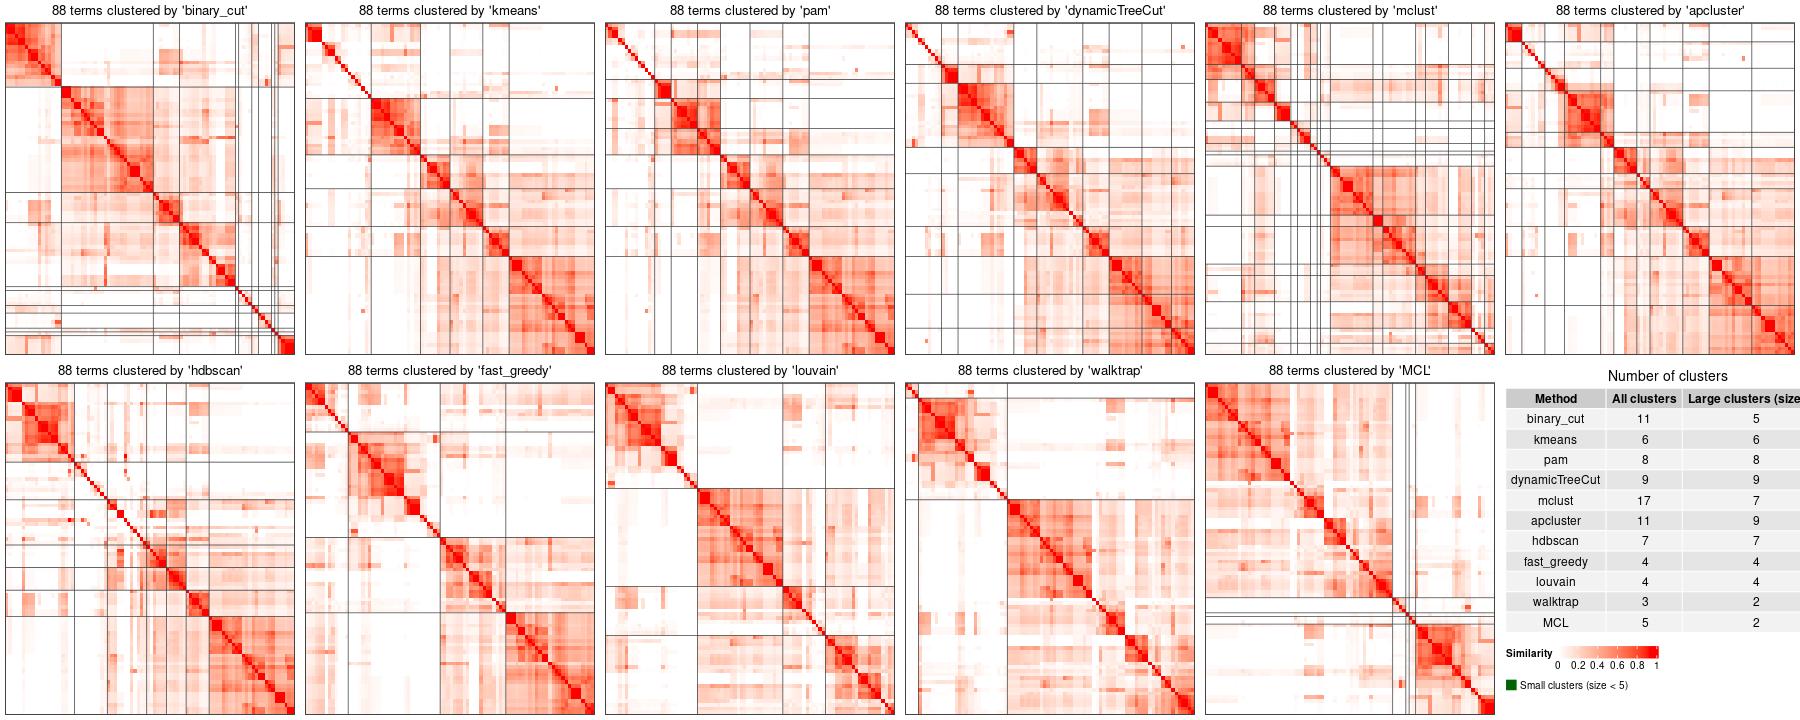 88 terms clustered by 'binary_cut'
88 terms clustered by 'kmeans'
88 terms clustered by 'pam'
88 terms clustered by 'dynamicTreeCut'
88 terms clustered by 'mclust'
88 terms clustered by 'apcluster'
88 terms clustered by 'hdbscan'
88 terms clustered by 'fast_greedy'
88 terms clustered by 'louvain'
88 terms clustered by 'walktrap'
88 terms clustered by 'MCL'
Number of clusters
Method All clusters Large clusters (size
binary_cut 11 5
kmeans 6 6
pam 8 8
dynamicTreeCut 9 9
mclust 17 7
apcluster 11 9
hdbscan 7 7
fast_greedy 4 4
louvain 4 4
walktrap 3 2
MCL 5 2
Similarity
0 0.2 0.4 0.6 0.8 1
Small clusters (size < 5)